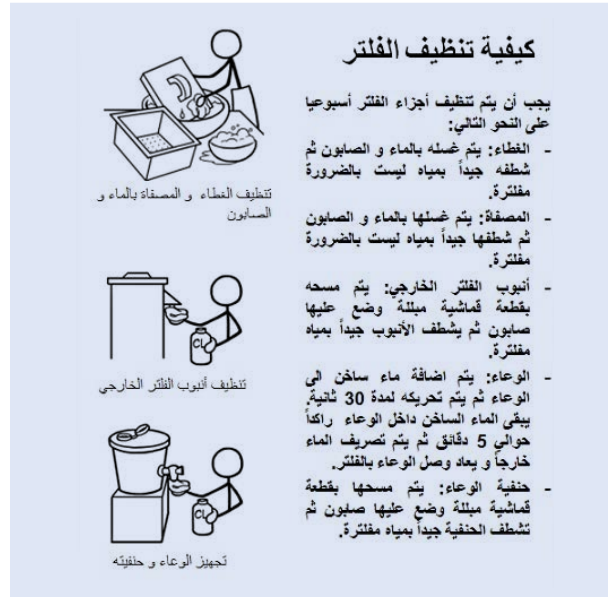 كيفية تنظيف الفلتر
يجب أن يتم تنظيف أجزاء الفلتر أسبوعيا
على النحو التالي:
- الغطاء: يتم غسله بالماء و الصابون ثم
شطفه جيداً بمياه ليست بالضرورة
مفلترة.
- المصفاة: يتم غسلها بالماء و الصابون
ثم شطفها جيداً بمياه ليست بالضرورة
مفلترة.
- أنبوب الفلتر الخارجي: يتم مسحه
بقطعة قماشية مبللة وضع عليها
صابون ثم يشطف الأنبوب جيداً بمياه
مفلترة.
- الوعاء: يتم اضافة ماء ساخن الى
الوعاء ثم يتم تحريكه لمدة 30 ثانية.
يبقى الماء الساخن داخل الوعاء راكداً
حوالي 5 دقائق ثم يتم تصريف الماء
خارجاً و يعاد وصل الوعاء بالفلتر.
- حنفية الوعاء: يتم مسحها بقطعة
قماشية مبللة وضع عليها صابون ثم
تشطف الحنفية جيداً بمياه مفلترة.
تنظيف الغطاء و المصفاة بالماء و
الصابون
CL
تنظيف أنبوب الفلتر الخارجي
CL
تجهيز الوعاء و حنفيته